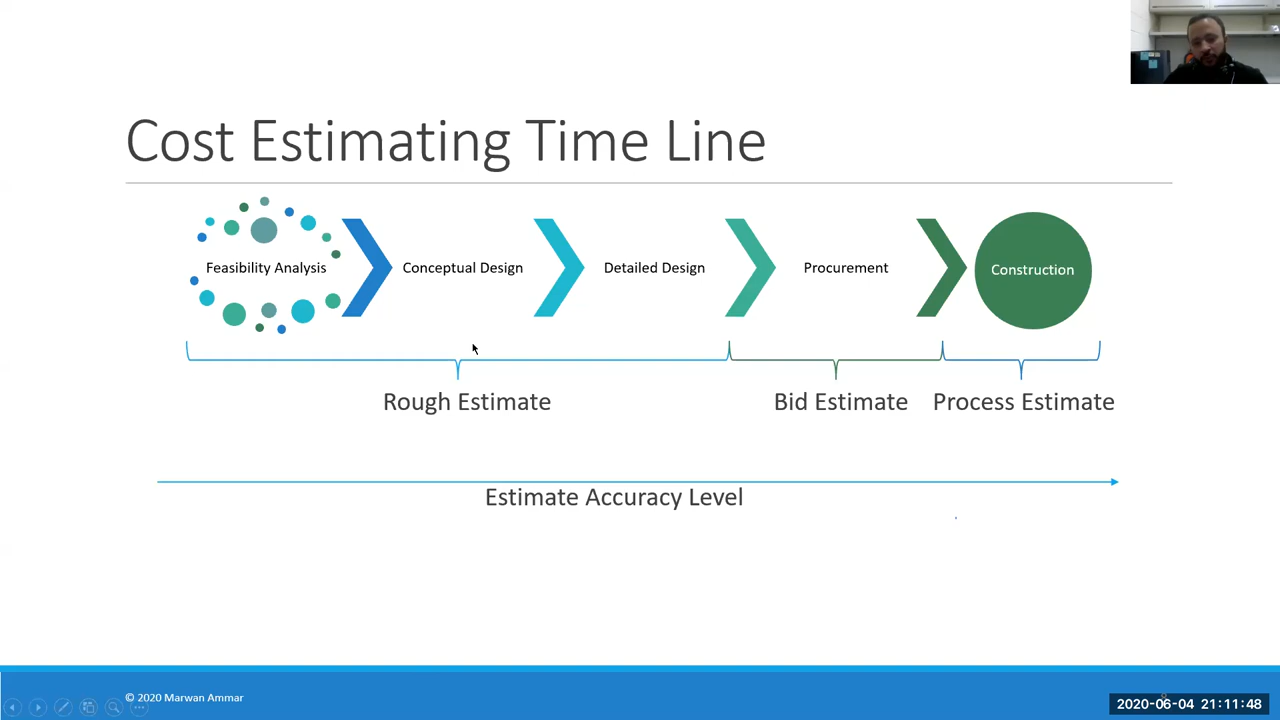 Cost Estimating Time Line
Feasibility Analysis
Conceptual Design
Detailed Design
Procurement
Construction
Rough Estimate
Bid Estimate
Process Estimate
Estimate Accuracy Level
© 2020 Marwan Ammar
2020-06-04 21:11:48